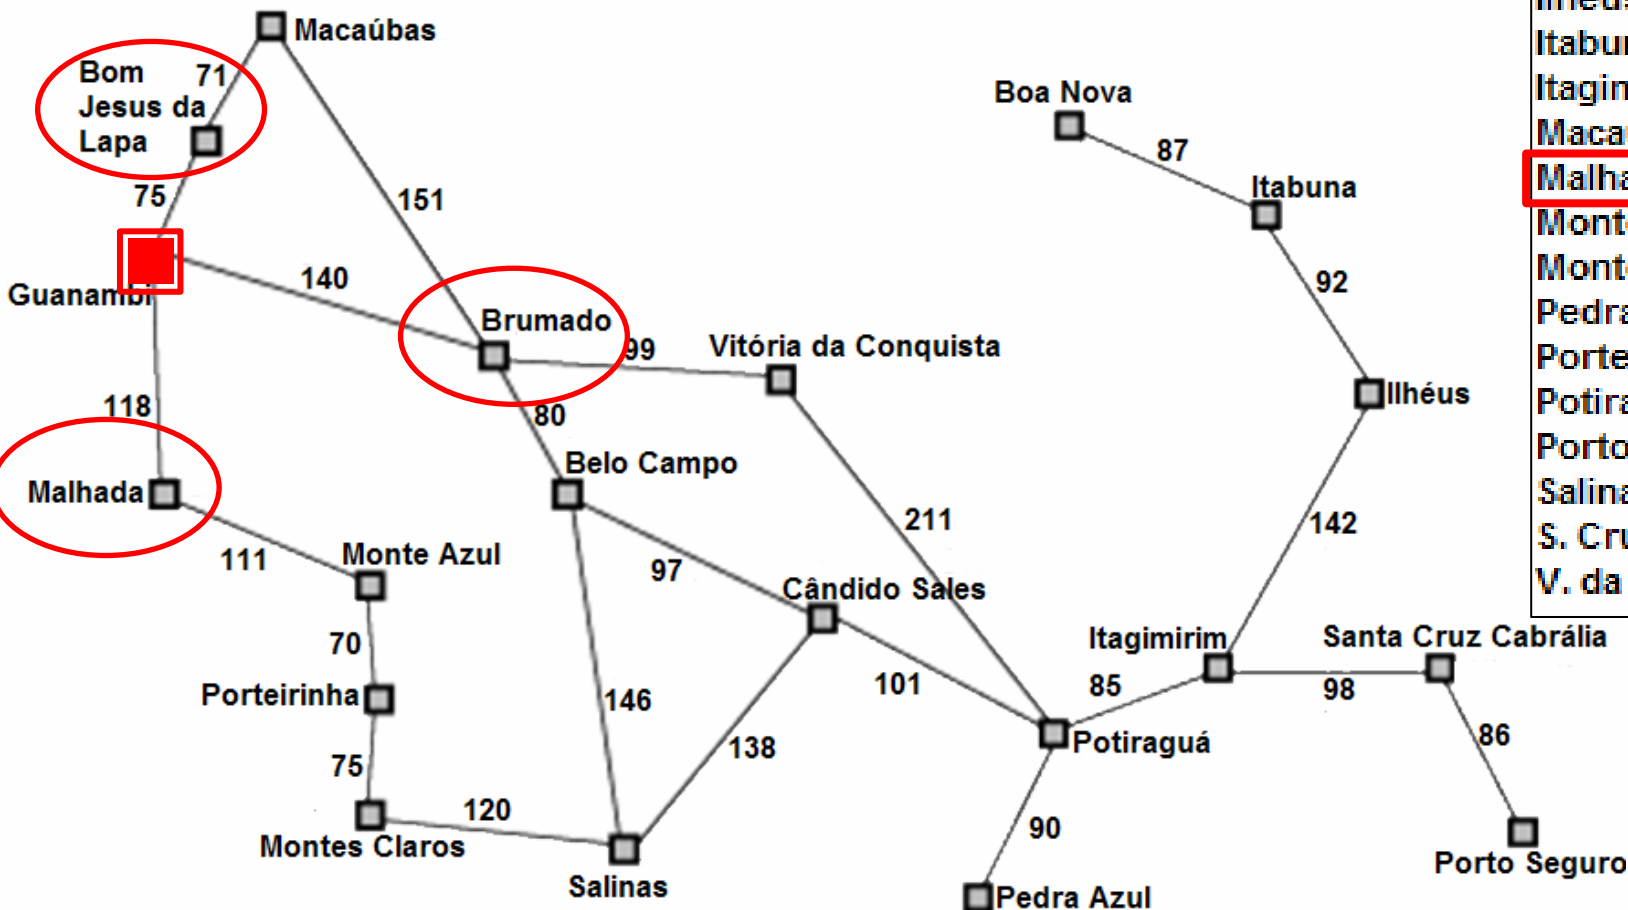 Macaúbas
Bom
Jesus da
Lapa
71
75
151
Guanambi
140
Brumado
99
Vitória da Conquista
Boa Nova
87
Itabuna
92
Ilhéus
118
80
Belo Campo
Malhada
111
Monte Azul
97
Cândido Sales
211
142
70
Porteirinha
146
138
101
Itagimirim
85
Santa Cruz Cabrália
98
Potiraguá
86
75
120
Montes Claros
Salinas
90
Pedra Azul
Porto Seguro
Itabu
Itagin
Maca
Malha
Monte
Monte
Pedra
Porte
Potira
Porto
Salina
S. Cru
V. da